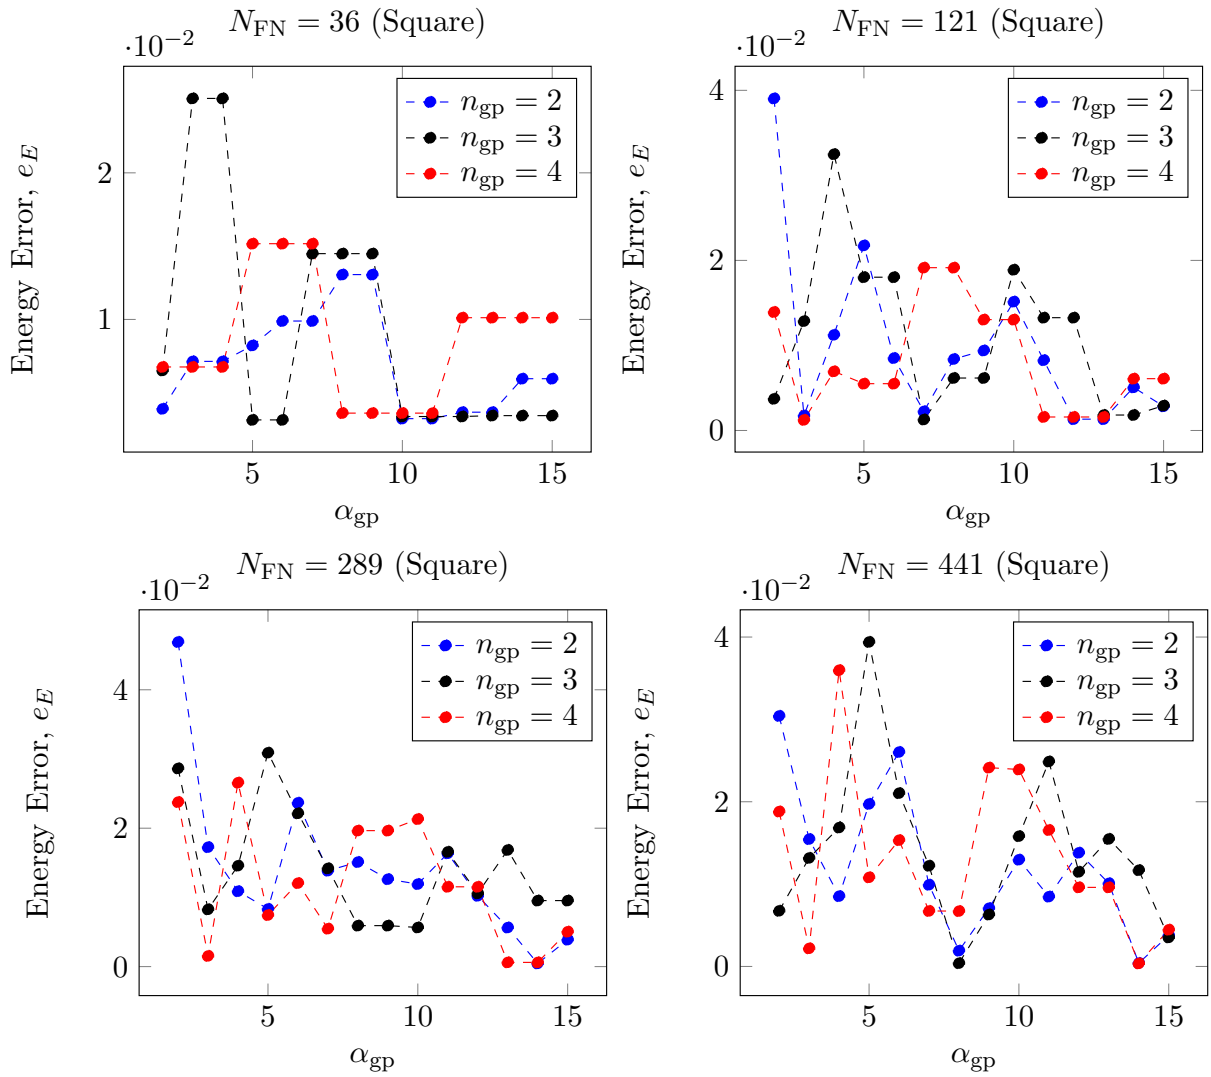 N_FN = 36 (Square)
·10⁻²
Energy Error, e_E
2
1
5
10
15
α_gp
n_gp = 2
n_gp = 3
n_gp = 4
N_FN = 121 (Square)
·10⁻²
Energy Error, e_E
4
2
0
5
10
15
α_gp
n_gp = 2
n_gp = 3
n_gp = 4
N_FN = 289 (Square)
·10⁻²
Energy Error, e_E
4
2
0
5
10
15
α_gp
n_gp = 2
n_gp = 3
n_gp = 4
N_FN = 441 (Square)
·10⁻²
Energy Error, e_E
4
2
0
5
10
15
α_gp
n_gp = 2
n_gp = 3
n_gp = 4